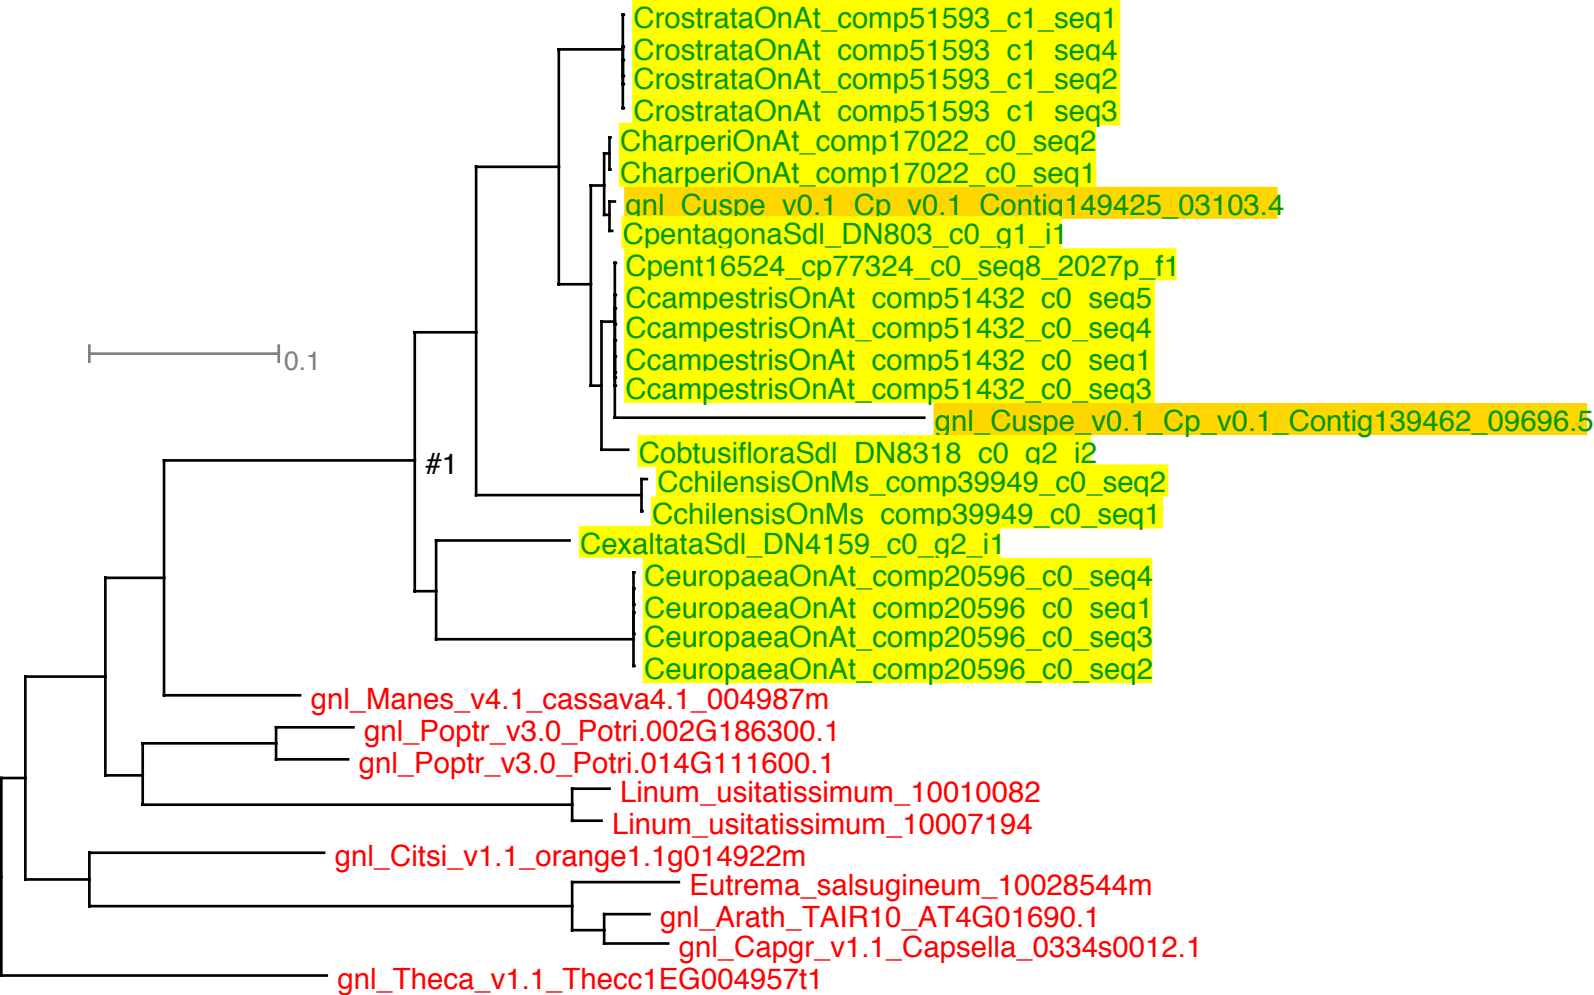 CrostrataOnAt_comp51593_c1_seq1
CrostrataOnAt_comp51593_c1_seq4
CrostrataOnAt_comp51593_c1_seq2
CrostrataOnAt_comp51593_c1_seq3
CharperiOnAt_comp17022_c0_seq2
CharperiOnAt_comp17022_c0_seq1
gnl_Cuspe_v0.1_Cp_v0.1_Contig149425_03103.4
CpentagonaSdl_DN803_c0_g1_i1
Cpent16524_cp77324_c0_seq8_2027p_f1
CcampestrisOnAt_comp51432_c0_seq5
CcampestrisOnAt_comp51432_c0_seq4
0.1
CcampestrisOnAt_comp51432_c0_seq1
CcampestrisOnAt_comp51432_c0_seq3
gnl_Cuspe_v0.1_Cp_v0.1_Contig139462_09696.5
CobtusifloraSdl_DN8318_c0_g2_i2
#1
CchilensisOnMs_comp39949_c0_seq2
CchilensisOnMs_comp39949_c0_seq1
CexaltataSdl_DN4159_c0_g2_i1
CeuropaeaOnAt_comp20596_c0_seq4
CeuropaeaOnAt_comp20596_c0_seq1
CeuropaeaOnAt_comp20596_c0_seq3
CeuropaeaOnAt_comp20596_c0_seq2
gnl_Manes_v4.1_cassava4.1_004987m
gnl_Poptr_v3.0_Potri.002G186300.1
gnl_Poptr_v3.0_Potri.014G111600.1
Linum_usitatissimum_10010082
Linum_usitatissimum_10007194
gnl_Citsi_v1.1_orange1.1g014922m
Eutrema_salsugineum_10028544m
gnl_Arath_TAIR10_AT4G01690.1
gnl_Capgr_v1.1_Capsella_0334s0012.1
gnl_Theca_v1.1_Thecc1EG004957t1